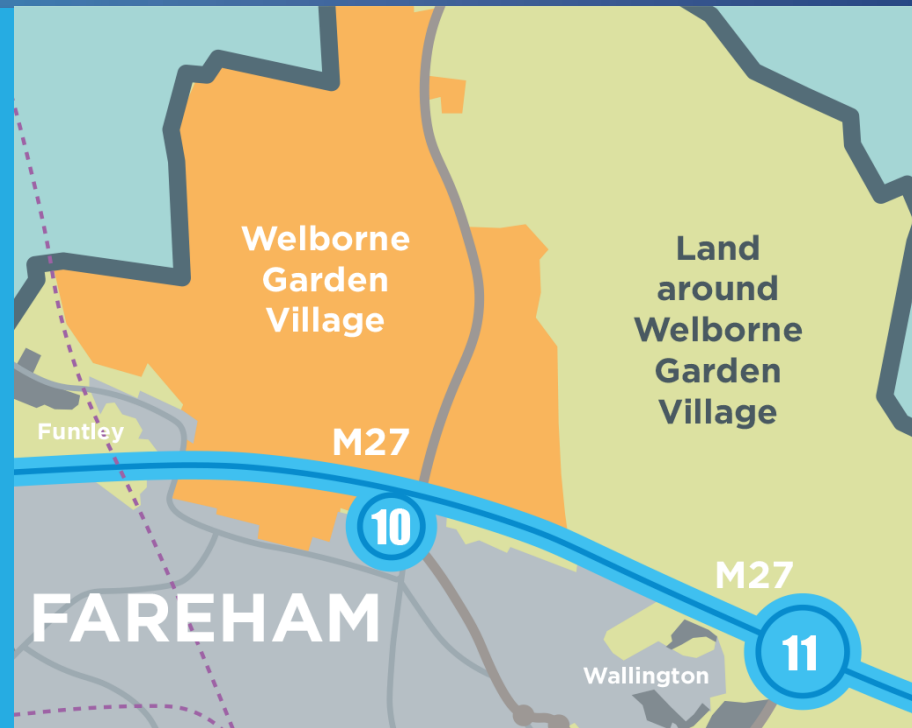 Welborne
Garden
Village
Land
around
Welborne
Garden
Village
Funtley
M27
10
M27
FAREHAM
11
Wallington